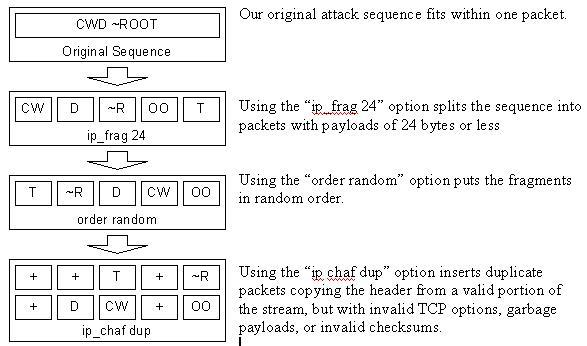 CWD ~ROOT
Original Sequence
Our original attack sequence fits within one packet.
CW D ~R OO T
ip_frag 24
Using the “ip_frag 24” option splits the sequence into
packets with payloads of 24 bytes or less
T ~R D CW OO
order random
Using the “order random” option puts the fragments
in random order.
+ + T + ~R
+ D CW + OO
ip_chaf dup
Using the “ip chaf dup” option inserts duplicate
packets copying the header from a valid portion of
the stream, but with invalid TCP options, garbage
payloads, or invalid checksums.